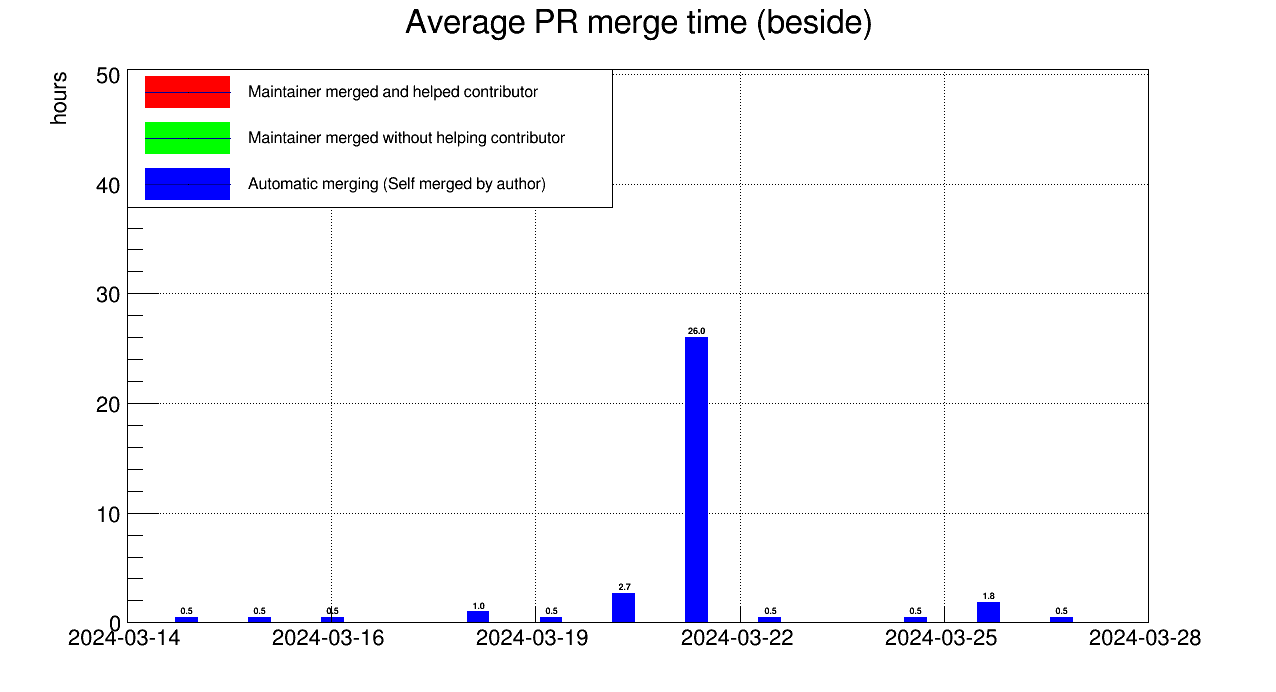 Average PR merge time (beside)
hours
50
Maintainer merged and helped contributor
Maintainer merged without helping contributor
40
Automatic merging (Self merged by author)
30
26.0
20
10
2.7
1.8
1.0
0.5 0.5 0.5 0.5 0.5 0.5 0.5
0
2024-03-14 2024-03-16 2024-03-19 2024-03-22 2024-03-25 2024-03-28